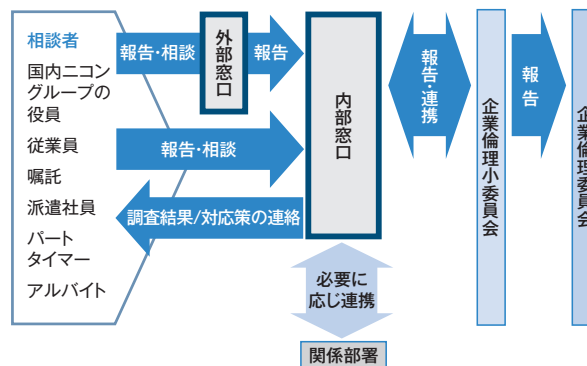 相談者
国内ニコン
グループの
役員
従業員
嘱託
派遣社員
パート
タイマー
アルバイト
報告・相談
外部窓口
報告
報告・相談
調査結果/対応策の連絡
内部窓口
報告・連携
企業倫理小委員会
報告
企業倫理委員会
必要に
応じ連携
関係部署